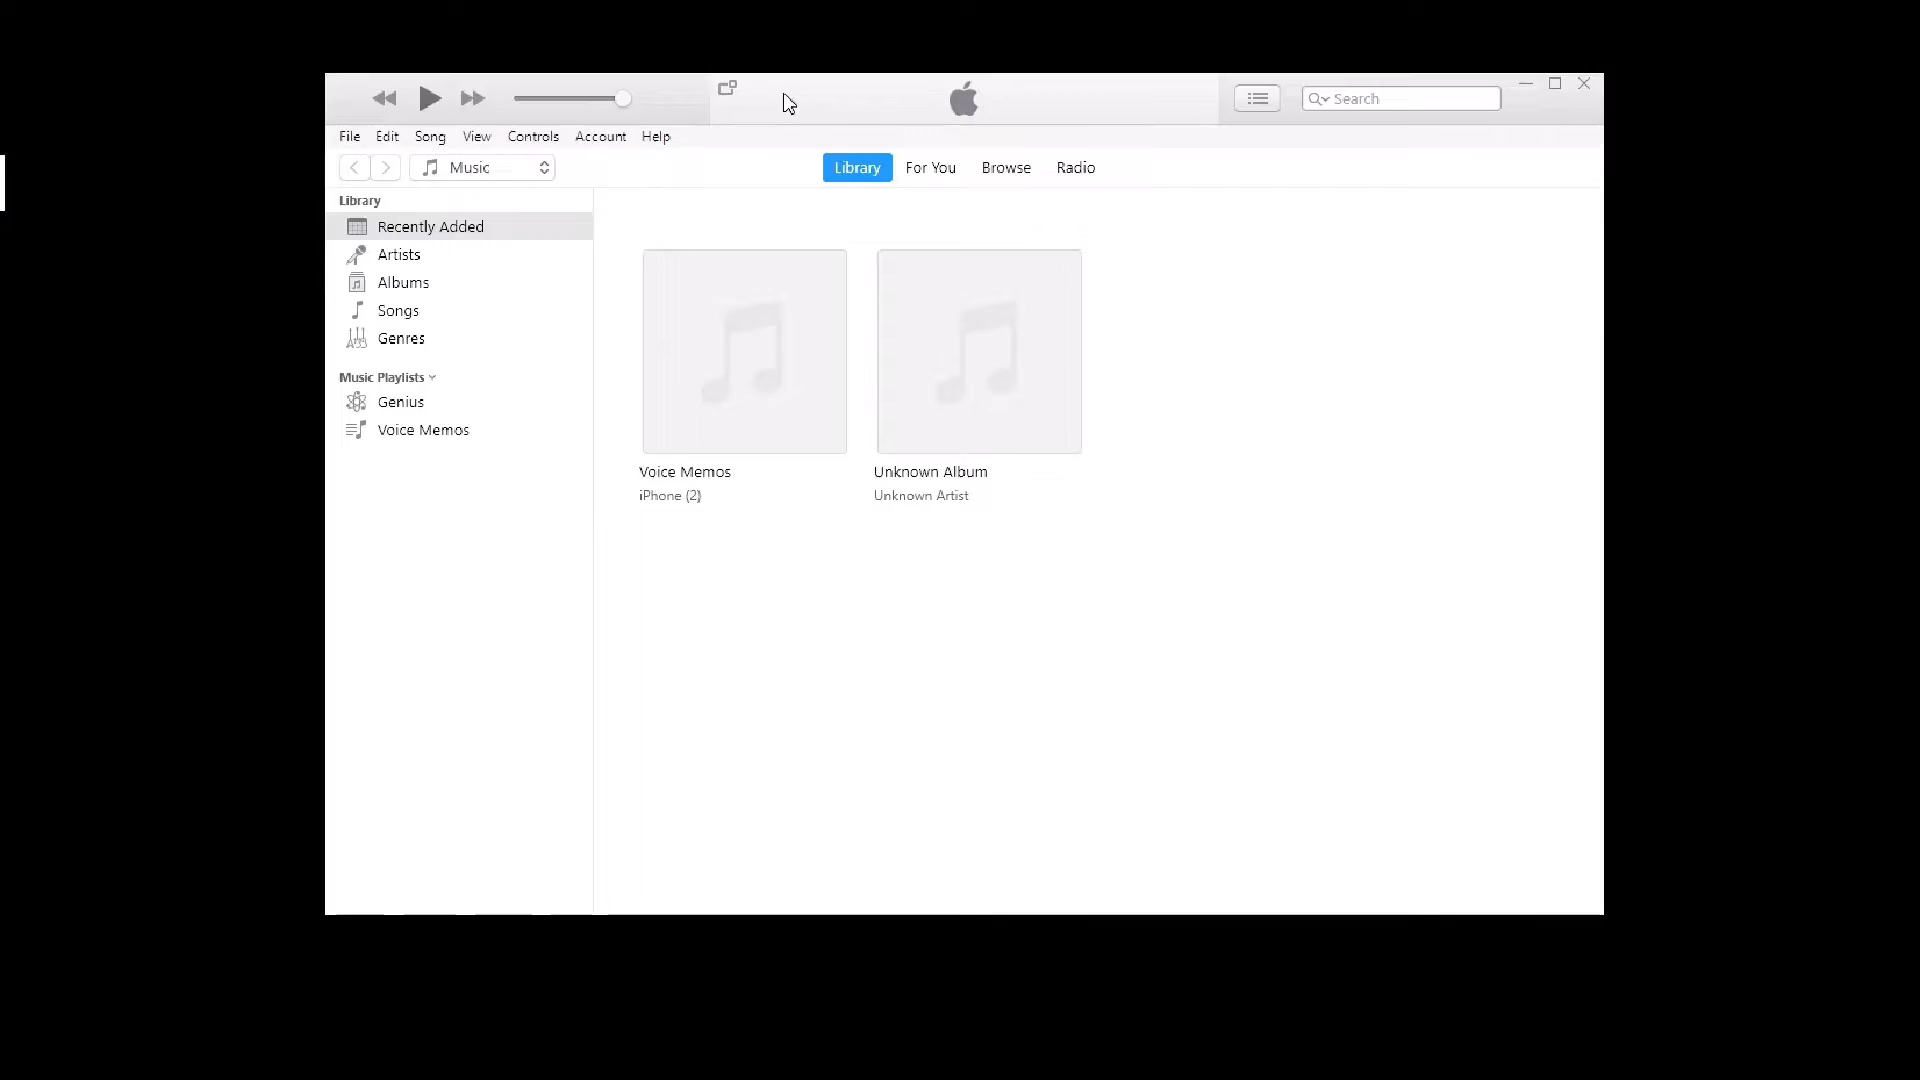 Search
File Edit Song View Controls Account Help
Music
Library For You Browse Radio
Library
Recently Added
Artists
Albums
Songs
Genres
Music Playlists
Genius
Voice Memos
Voice Memos
iPhone (2)
Unknown Album
Unknown Artist